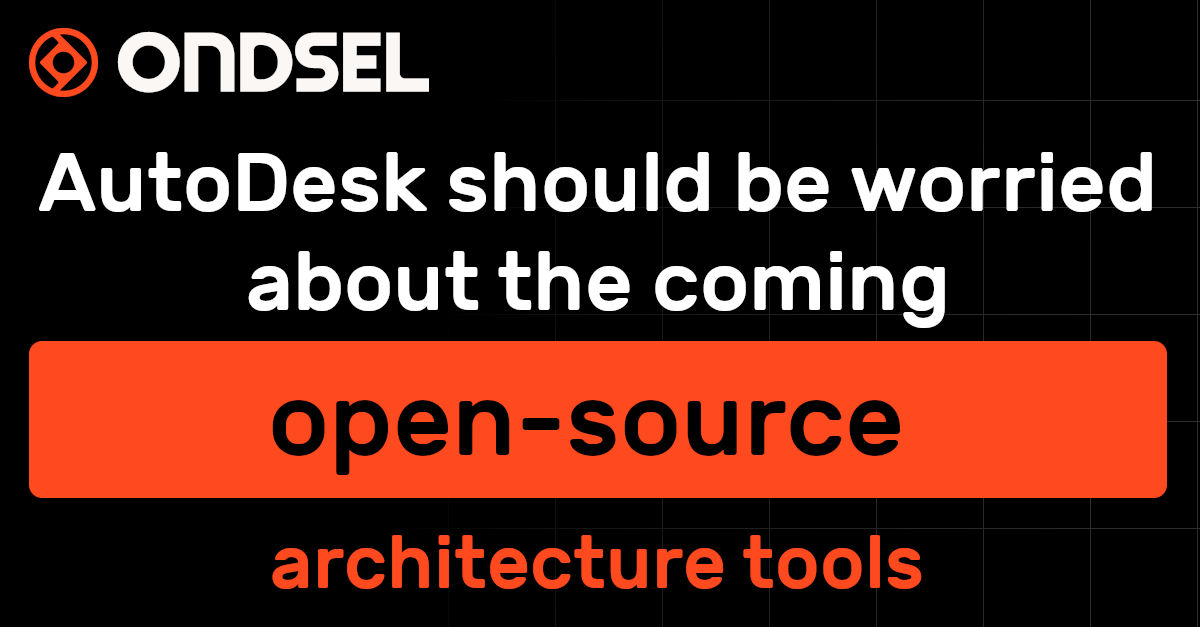 ONDSEL
AutoDesk should be worried
about the coming
open-source
architecture tools